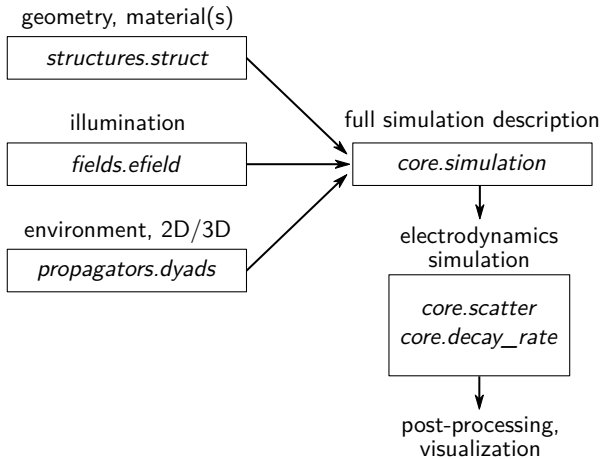 geometry, material(s)
structures.struct
illumination
fields.efield
environment, 2D/3D
propagators.dyads
full simulation description
core.simulation
electrodynamics
simulation
core.scatter
core.decay_rate
post-processing,
visualization